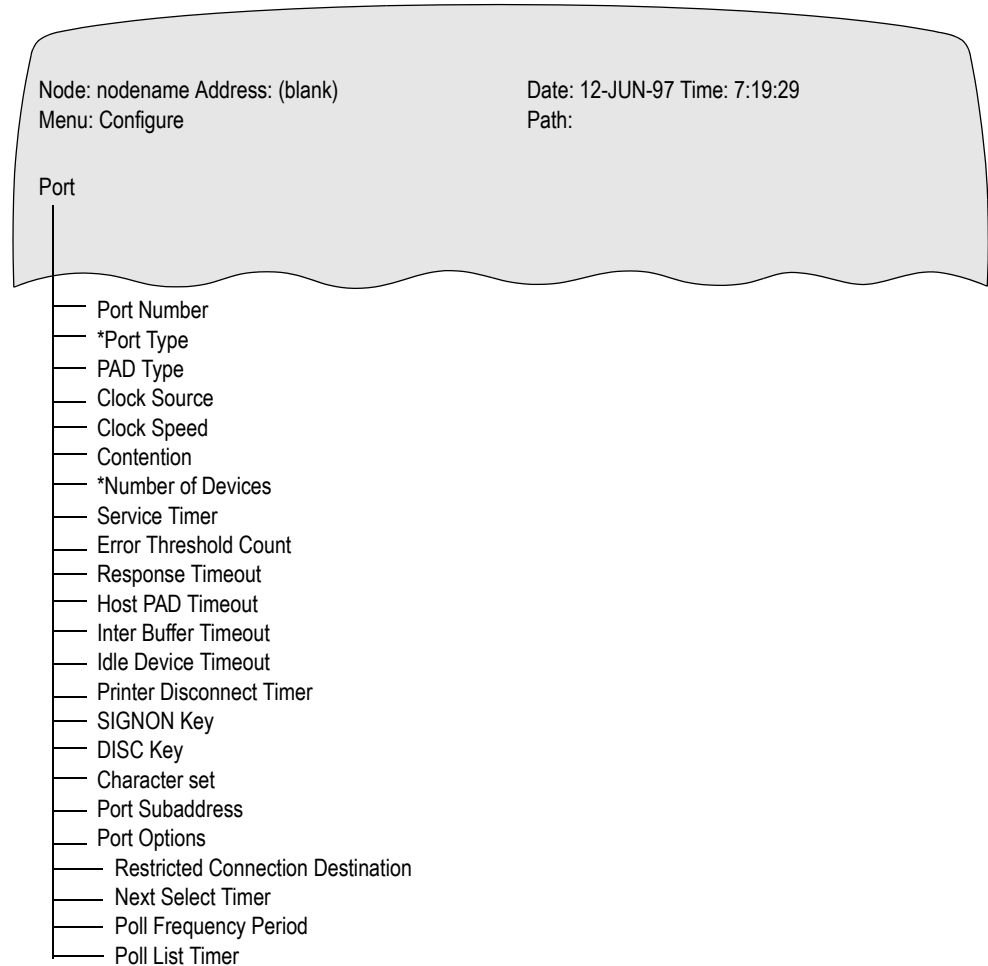 Node: nodename Address: (blank) Date: 12-JUN-97 Time: 7:19:29
Menu: Configure Path:
Port
Port Number
*Port Type
PAD Type
Clock Source
Clock Speed
Contention
*Number of Devices
Service Timer
Error Threshold Count
Response Timeout
Host PAD Timeout
Inter Buffer Timeout
Idle Device Timeout
Printer Disconnect Timer
SIGNON Key
DISC Key
Character set
Port Subaddress
Port Options
Restricted Connection Destination
Next Select Timer
Poll Frequency Period
Poll List Timer